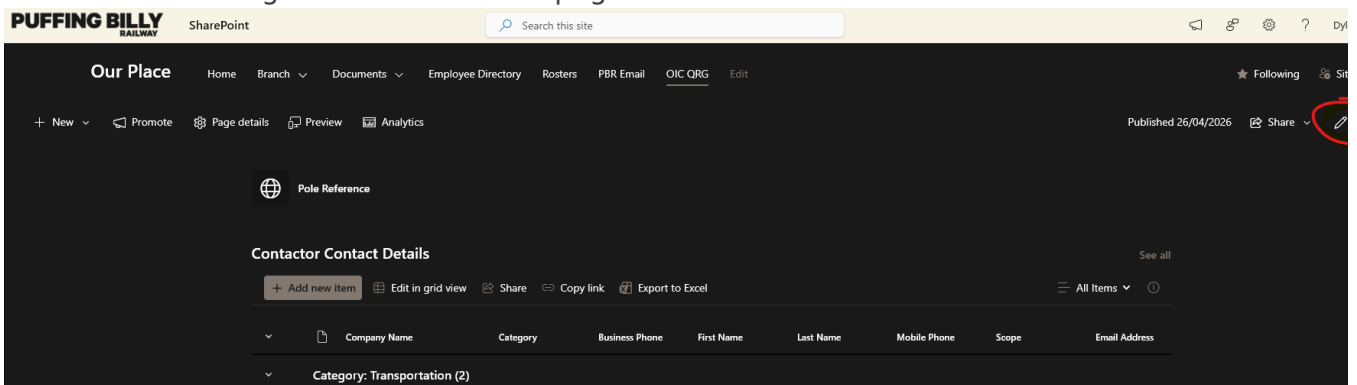 PUFFING BILLY
RAILWAY
SharePoint
Search this site
?
Our Place
Home
Branch
Documents
Employee Directory
Rosters
PBR Email
OIC QRG
Edit
Following
+ New
Promote
Page details
Preview
Analytics
Published 26/04/2026
Share
Pole Reference
Contactor Contact Details
See all
+ Add new item
Edit in grid view
Share
Copy link
Export to Excel
All Items
Company Name
Category
Business Phone
First Name
Last Name
Mobile Phone
Scope
Email Address
Category: Transportation (2)